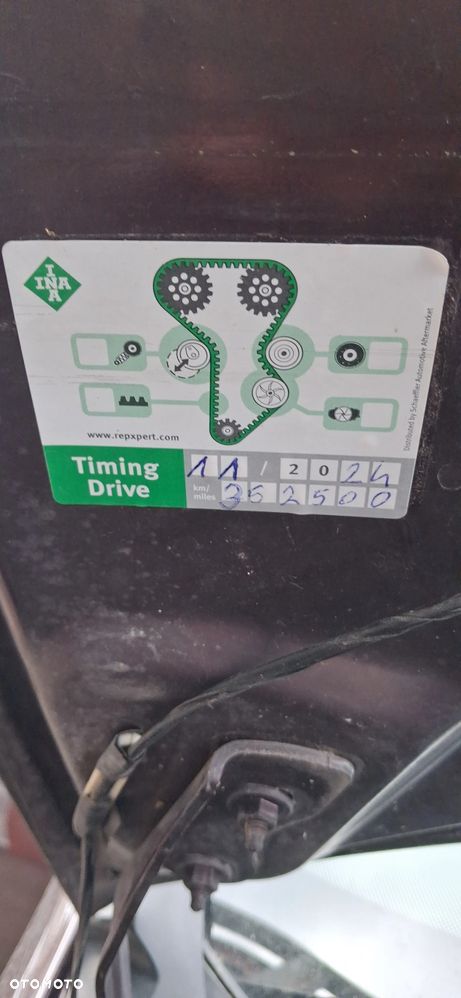 I
INA
A
www.repxpert.com
Distributed by Schaeffler Automotive Aftermarket
Timing Drive
11/2024
km/miles 352500
OTOMOTO